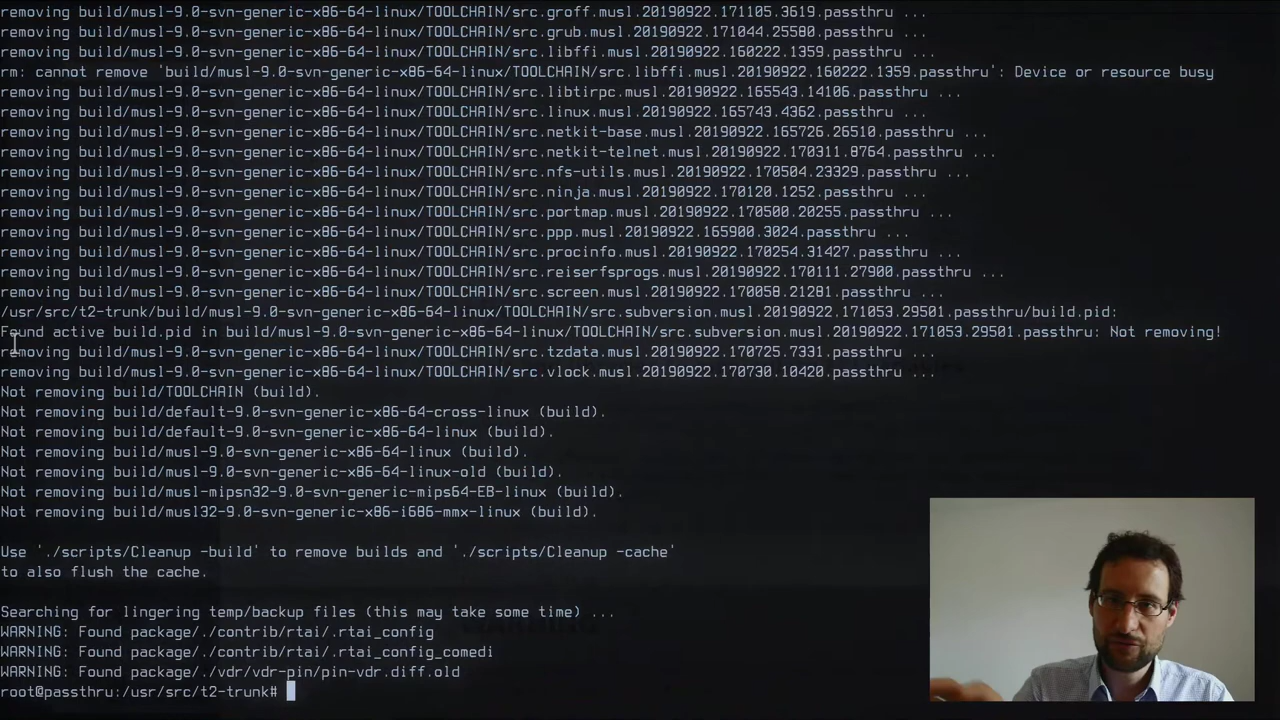 removing build/musl-9.0-svn-generic-x86-64-linux/TOOLCHAIN/src.groff.musl.20190922.171105.3619.passthru ...
removing build/musl-9.0-svn-generic-x86-64-linux/TOOLCHAIN/src.grub.musl.20190922.171044.25580.passthru ...
removing build/musl-9.0-svn-generic-x86-64-linux/TOOLCHAIN/src.libffi.musl.20190922.160222.1359.passthru ...
rm: cannot remove 'build/musl-9.0-svn-generic-x86-64-linux/TOOLCHAIN/src.libffi.musl.20190922.160222.1359.passthru': Device or resource busy
removing build/musl-9.0-svn-generic-x86-64-linux/TOOLCHAIN/src.libtirpc.musl.20190922.165543.14106.passthru ...
removing build/musl-9.0-svn-generic-x86-64-linux/TOOLCHAIN/src.linux.musl.20190922.165743.4362.passthru ...
removing build/musl-9.0-svn-generic-x86-64-linux/TOOLCHAIN/src.netkit-base.musl.20190922.165726.26510.passthru ...
removing build/musl-9.0-svn-generic-x86-64-linux/TOOLCHAIN/src.netkit-telnet.musl.20190922.170311.8764.passthru ...
removing build/musl-9.0-svn-generic-x86-64-linux/TOOLCHAIN/src.nfs-utils.musl.20190922.170504.23329.passthru ...
removing build/musl-9.0-svn-generic-x86-64-linux/TOOLCHAIN/src.ninja.musl.20190922.170120.1252.passthru ...
removing build/musl-9.0-svn-generic-x86-64-linux/TOOLCHAIN/src.portmap.musl.20190922.170500.20255.passthru ...
removing build/musl-9.0-svn-generic-x86-64-linux/TOOLCHAIN/src.ppp.musl.20190922.165900.3024.passthru ...
removing build/musl-9.0-svn-generic-x86-64-linux/TOOLCHAIN/src.procinfo.musl.20190922.170254.31427.passthru ...
removing build/musl-9.0-svn-generic-x86-64-linux/TOOLCHAIN/src.reiserfsprogs.musl.20190922.170111.27900.passthru ...
removing build/musl-9.0-svn-generic-x86-64-linux/TOOLCHAIN/src.screen.musl.20190922.170058.21281.passthru ...
/usr/src/t2-trunk/build/musl-9.0-svn-generic-x86-64-linux/TOOLCHAIN/src.subversion.musl.20190922.171053.29501.passthru/build.pid:
Found active build.pid in build/musl-9.0-svn-generic-x86-64-linux/TOOLCHAIN/src.subversion.musl.20190922.171053.29501.passthru: Not removing!
removing build/musl-9.0-svn-generic-x86-64-linux/TOOLCHAIN/src.tzdata.musl.20190922.170725.7331.passthru ...
removing build/musl-9.0-svn-generic-x86-64-linux/TOOLCHAIN/src.vlock.musl.20190922.170730.10420.passthru ...
Not removing build/TOOLCHAIN (build).
Not removing build/default-9.0-svn-generic-x86-64-cross-linux (build).
Not removing build/default-9.0-svn-generic-x86-64-linux (build).
Not removing build/musl-9.0-svn-generic-x86-64-linux (build).
Not removing build/musl-9.0-svn-generic-x86-64-linux-old (build).
Not removing build/musl-mipsn32-9.0-svn-generic-mips64-EB-linux (build).
Not removing build/musl32-9.0-svn-generic-x86-i686-mmx-linux (build).
Use './scripts/Cleanup -build' to remove builds and './scripts/Cleanup -cache'
to also flush the cache.
Searching for lingering temp/backup files (this may take some time) ...
WARNING: Found package/./contrib/rtai/.rtai_config
WARNING: Found package/./contrib/rtai/.rtai_config_comedi
WARNING: Found package/./vdr/vdr-pin/pin-vdr.diff.old
root@passthru:/usr/src/t2-trunk#